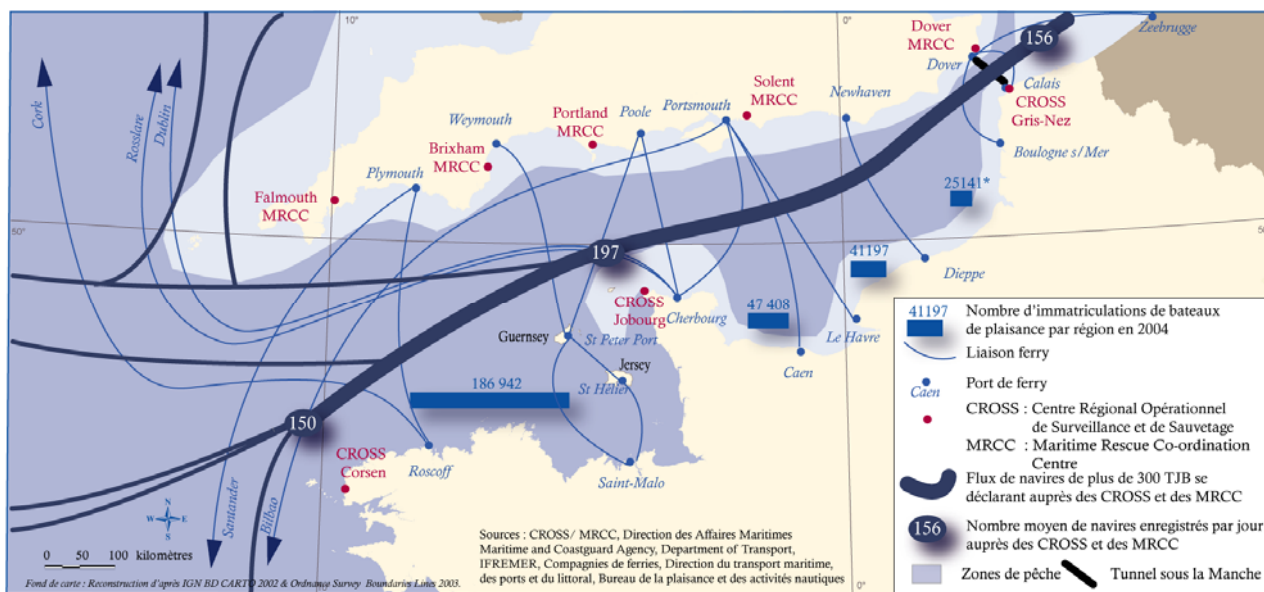 10°
0°
Zeebrugge
Dover
MRCC
156
Dover
Calais
CROSS
Gris-Nez
Boulogne s/Mer
Cork
Rosslare
Dublin
Weymouth
Portland
MRCC
Poole
Portsmouth
Solent
MRCC
Newhaven
Brixham
MRCC
Plymouth
Falmouth
MRCC
25141*
50°
50
197
41197
Dieppe
CROSS
Jobourg
Cherbourg
47 408
Le Havre
Guernsey
St Peter Port
Jersey
St Hélier
Caen
186 942
150
CROSS
Corsen
Roscoff
Saint-Malo
Santander
Bilbao
N
W E
S
0 50 100 kilomètres
10°
0°
Fond de carte : Reconstruction d'après IGN BD CARTO 2002 & Ordnance Survey Boundaries Lines 2003.
Sources : CROSS/ MRCC, Direction des Affaires Maritimes
Maritime and Coastguard Agency, Department of Transport,
IFREMER, Compagnies de ferries, Direction du transport maritime,
des ports et du littoral, Bureau de la plaisance et des activités nautiques
41197 Nombre d'immatriculations de bateaux
de plaisance par région en 2004
Liaison ferry
Caen Port de ferry
CROSS : Centre Régional Opérationnel
de Surveillance et de Sauvetage
MRCC : Maritime Rescue Co-ordination
Centre
Flux de navires de plus de 300 TJB se
déclarant auprès des CROSS et des MRCC
156 Nombre moyen de navires enregistrés par jour
auprès des CROSS et des MRCC
Zones de pêche Tunnel sous la Manche